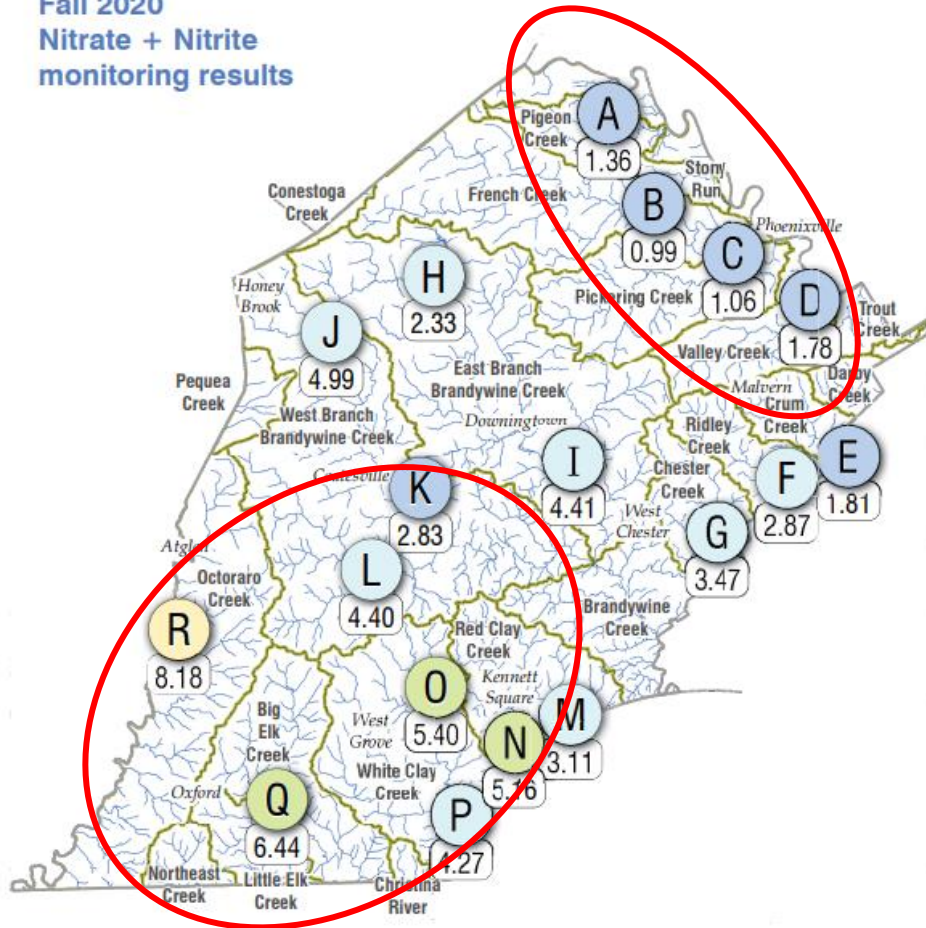 Fall 2020
Nitrate + Nitrite
monitoring results
A
Pigeon
Creek
1.36
Stony
Run
Conestoga
Creek
French Creek
B
Phoenixville
0.99
C
H
Honey
Brook
Pickering Creek
1.06
D
Trout
Creek
2.33
J
Valley Creek
1.78
4.99
East Branch
Brandywine Creek
Malvern
Darby
Creek
Pequea
Creek
Crum
Creek
West Branch
Brandywine Creek
Downingtown
Ridley
Creek
I
Chester
Creek
F
E
Coatesville
K
4.41
1.81
2.83
West
Chester
G
2.87
3.47
Atglen
L
Octoraro
Creek
4.40
Brandywine
Creek
R
Red Clay
Creek
8.18
O
Kennett
Square
M
Big
Elk
Creek
West
Grove
5.40
N
3.11
White Clay
Creek
5.16
Oxford
Q
P
6.44
4.27
Northeast
Creek
Little Elk
Creek
Christina
River